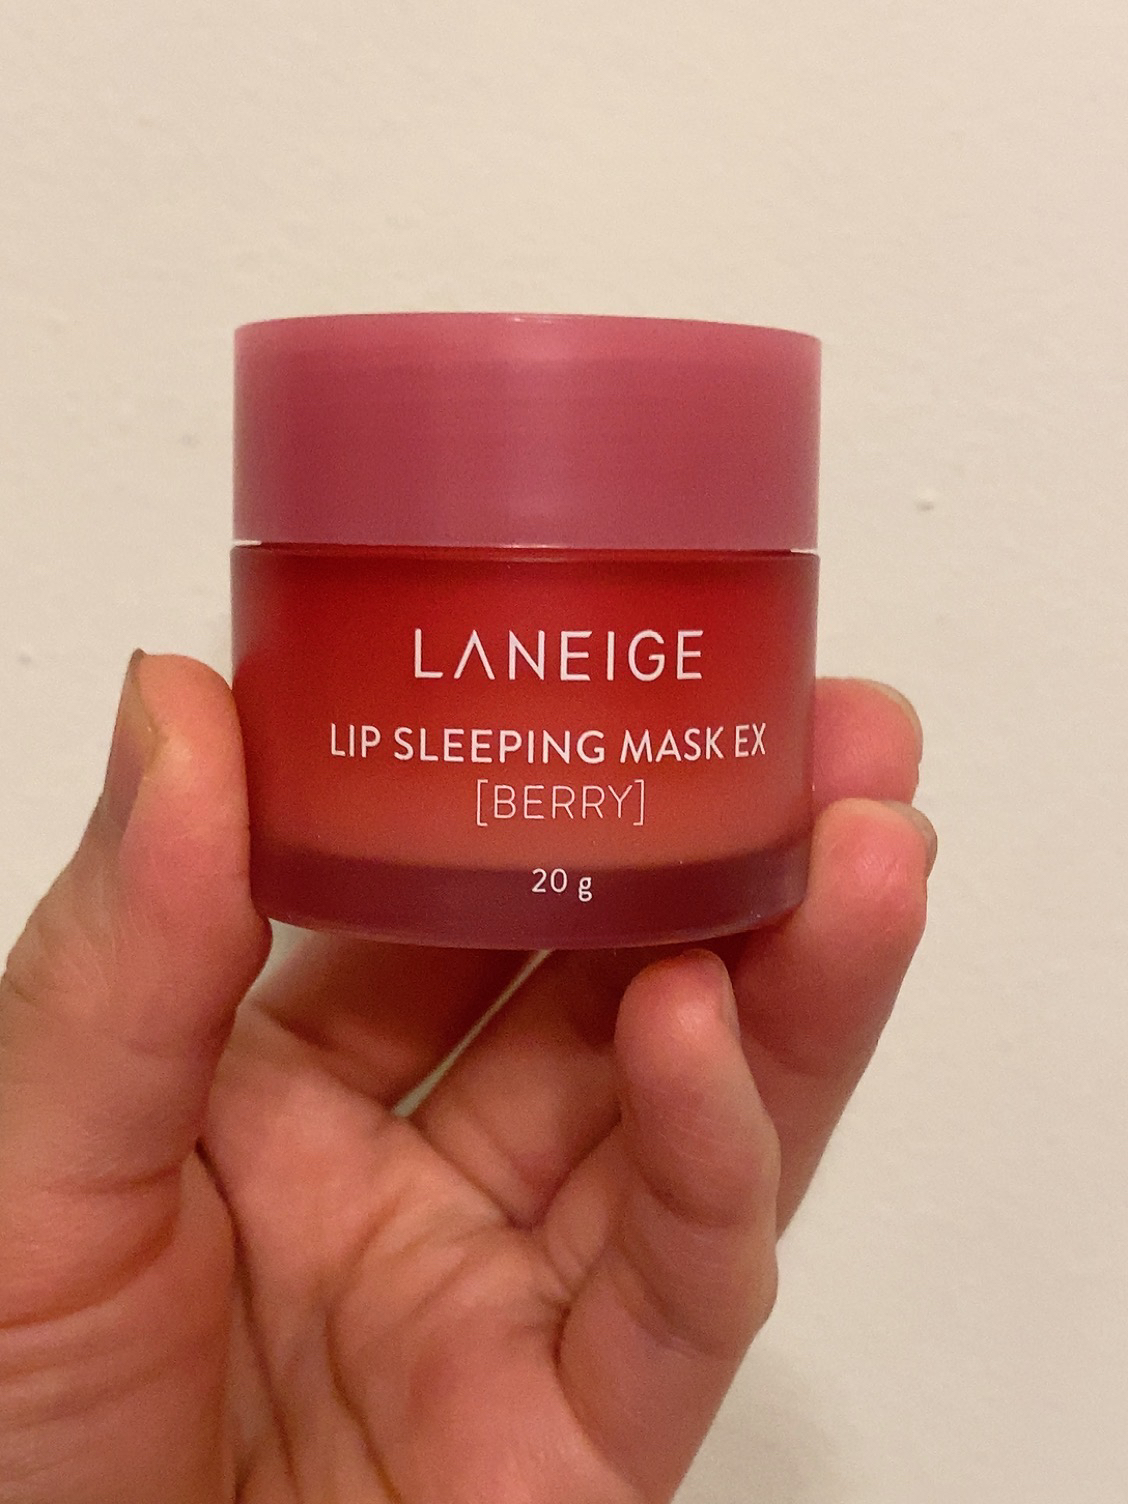 LANEIGE
LIP SLEEPING MASK EX
[BERRY]
20 g